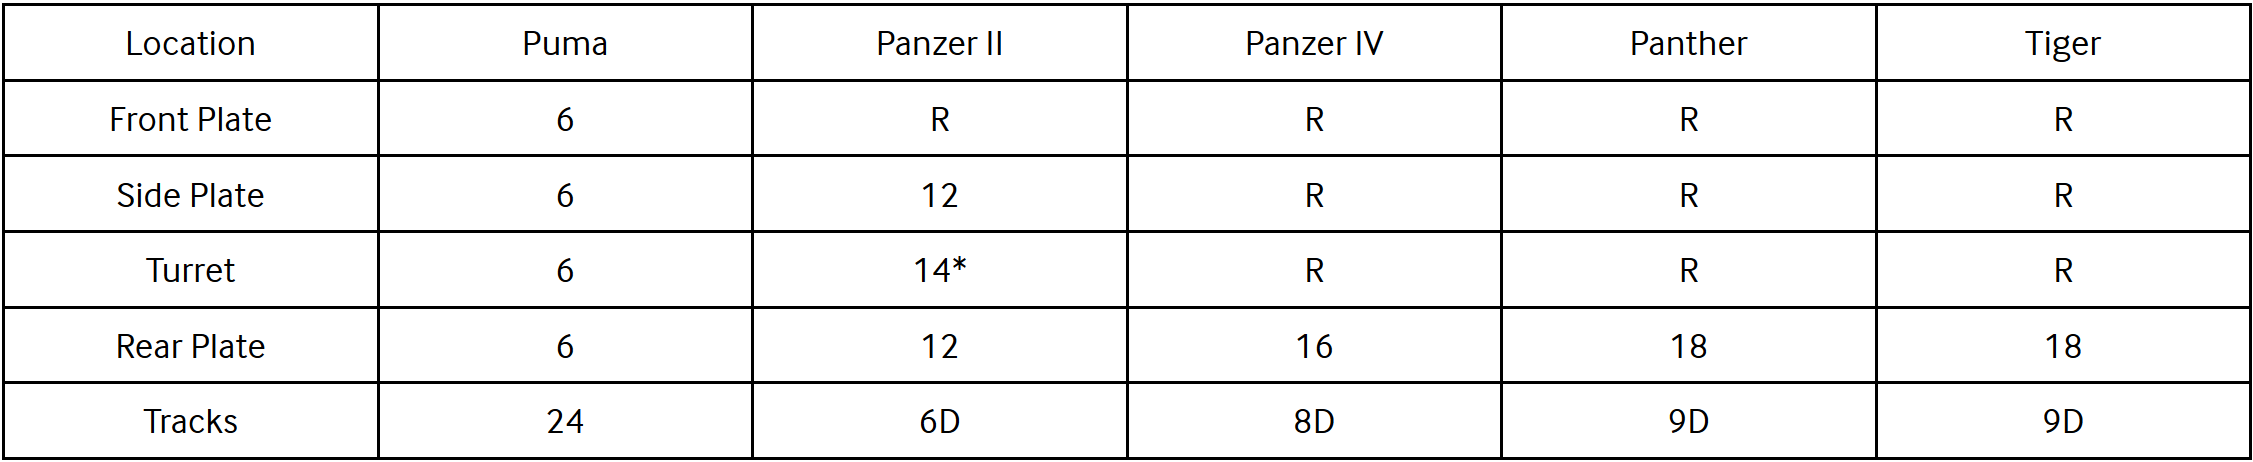 Location Puma Panzer II Panzer IV Panther Tiger
Front Plate 6 R R R R
Side Plate 6 12 R R R
Turret 6 14* R R R
Rear Plate 6 12 16 18 18
Tracks 24 6D 8D 9D 9D